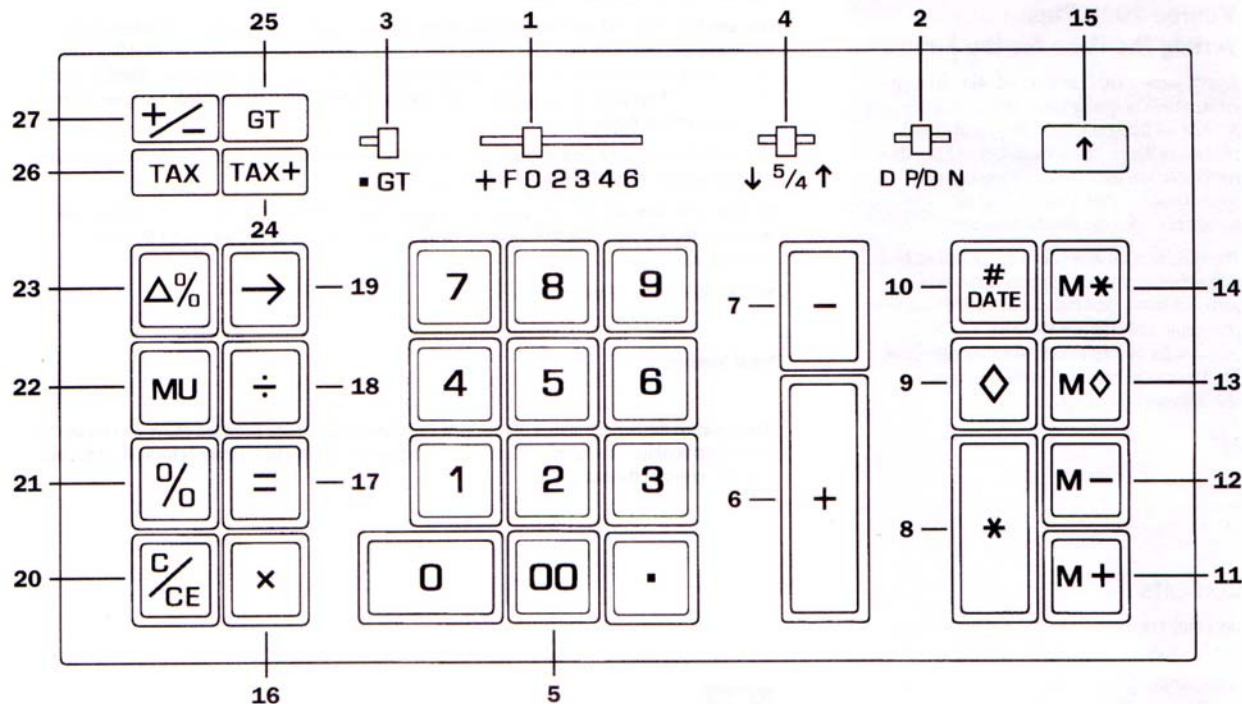 3 1 4 2 15
25
27 +/− GT
26 TAX TAX+
▪ GT + F 0 2 3 4 6 ↓ 5/4 ↑ D P/D N ↑
24
23 Δ% → 19 7 8 9 7 − 10 # DATE M* 14
22 MU ÷ 18 4 5 6 9 ◇ M◇ 13
21 % = 17 1 2 3 6 + 8 * M− 12
20 C/CE × 0 00 . M+ 11
16 5